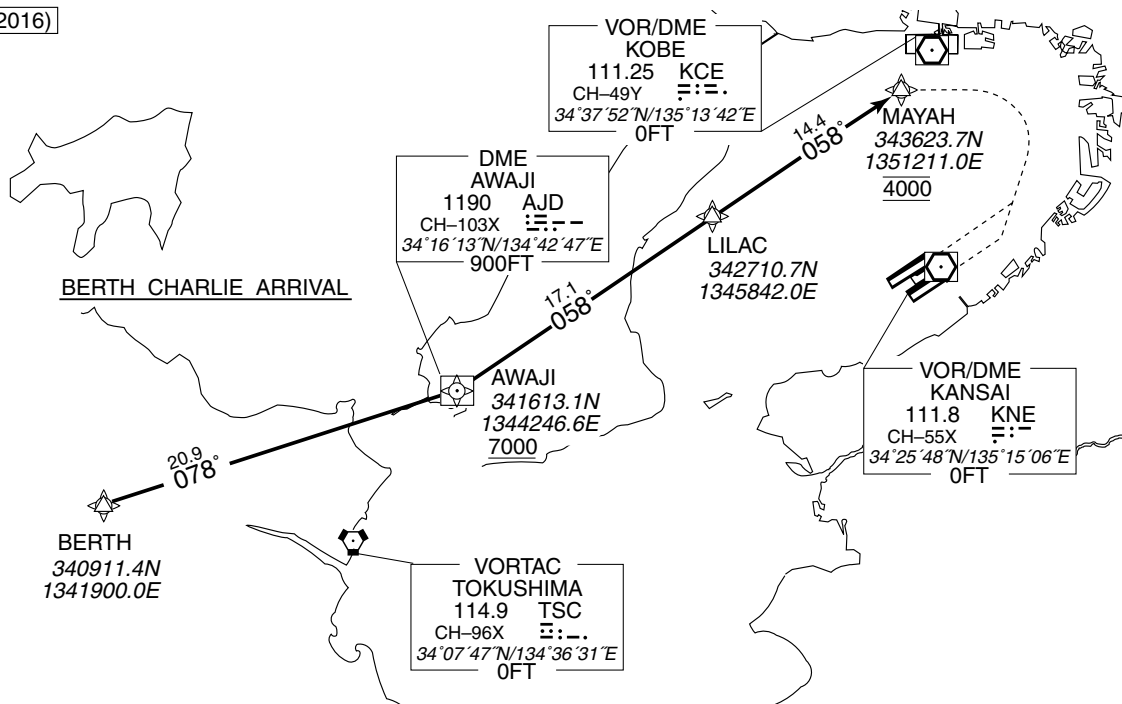 2016)
VOR/DME
KOBE
111.25 KCE
CH–49Y
34°37´52˝N/135°13´42˝E
0FT
14.4
058°
MAYAH
343623.7N
1351211.0E
4000
DME
AWAJI
1190 AJD
CH–103X
34°16´13˝N/134°42´47˝E
900FT
LILAC
342710.7N
1345842.0E
BERTH CHARLIE ARRIVAL
17.1
058°
AWAJI
341613.1N
1344246.6E
7000
VOR/DME
KANSAI
111.8 KNE
CH–55X
34°25´48˝N/135°15´06˝E
0FT
20.9
078°
BERTH
340911.4N
1341900.0E
VORTAC
TOKUSHIMA
114.9 TSC
CH–96X
34°07´47˝N/134°36´31˝E
0FT